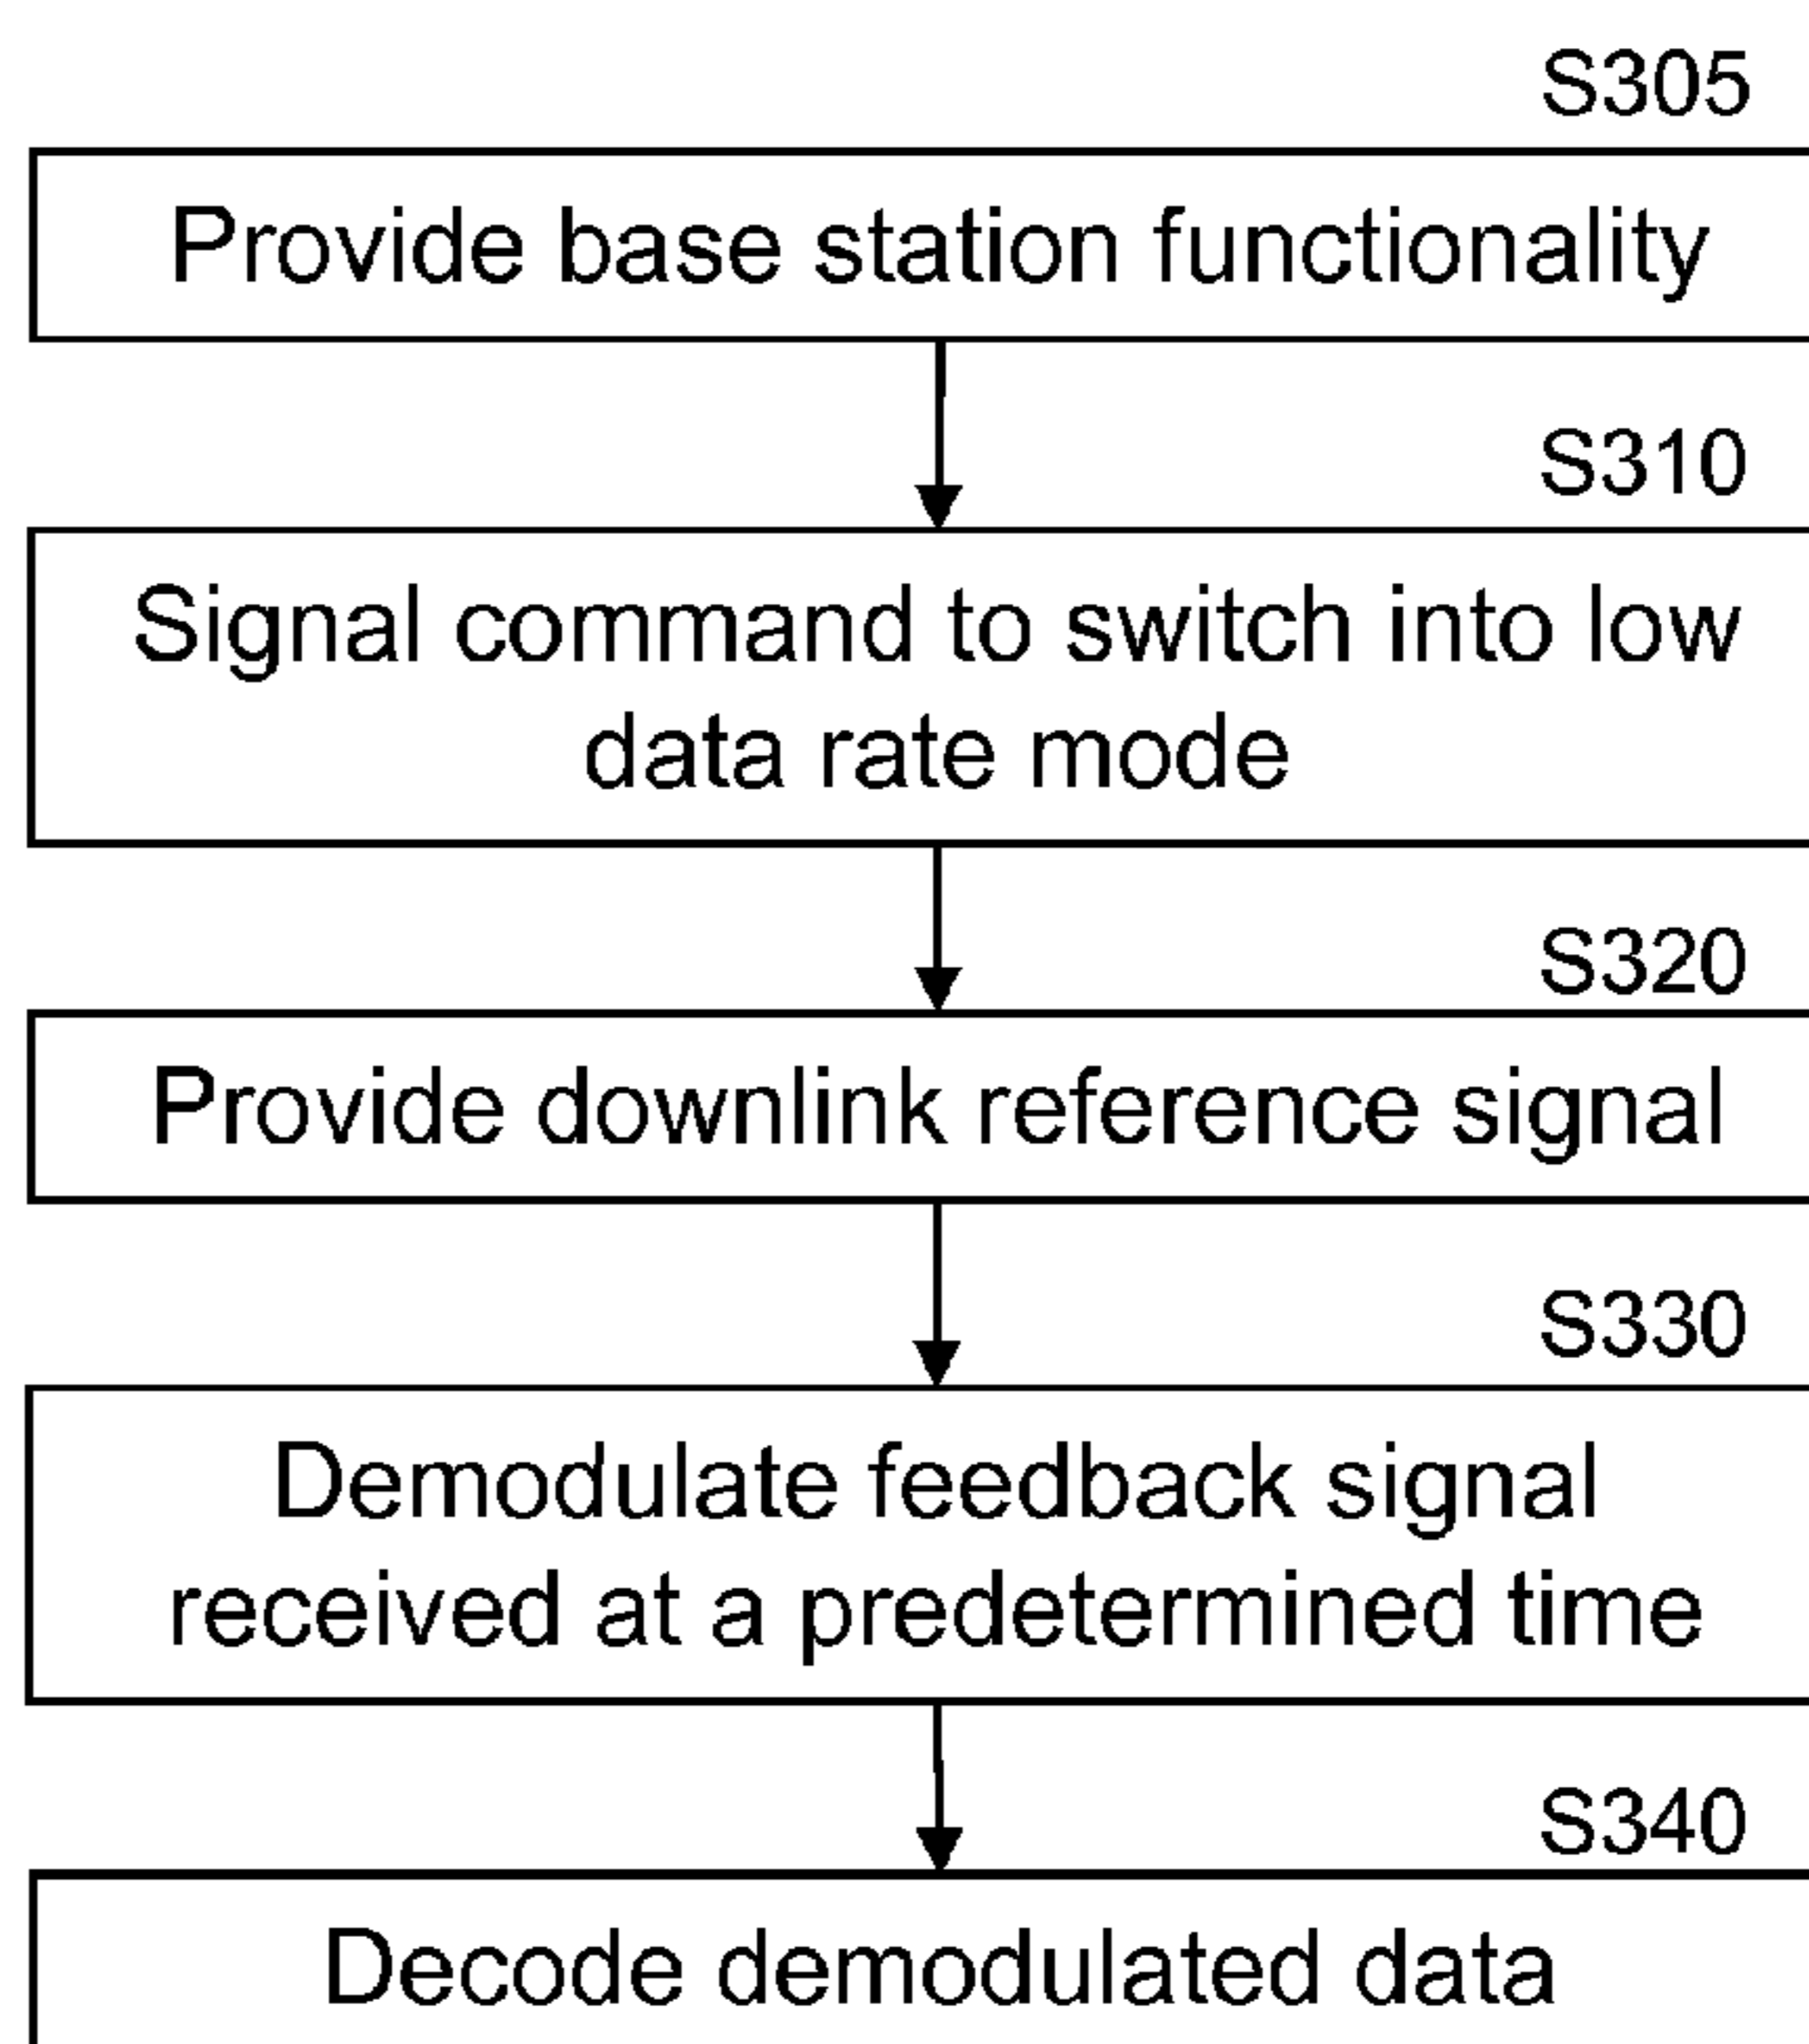 S305
Provide base station functionality
S310
Signal command to switch into low
data rate mode
S320
Provide downlink reference signal
S330
Demodulate feedback signal
received at a predetermined time
S340
Decode demodulated data